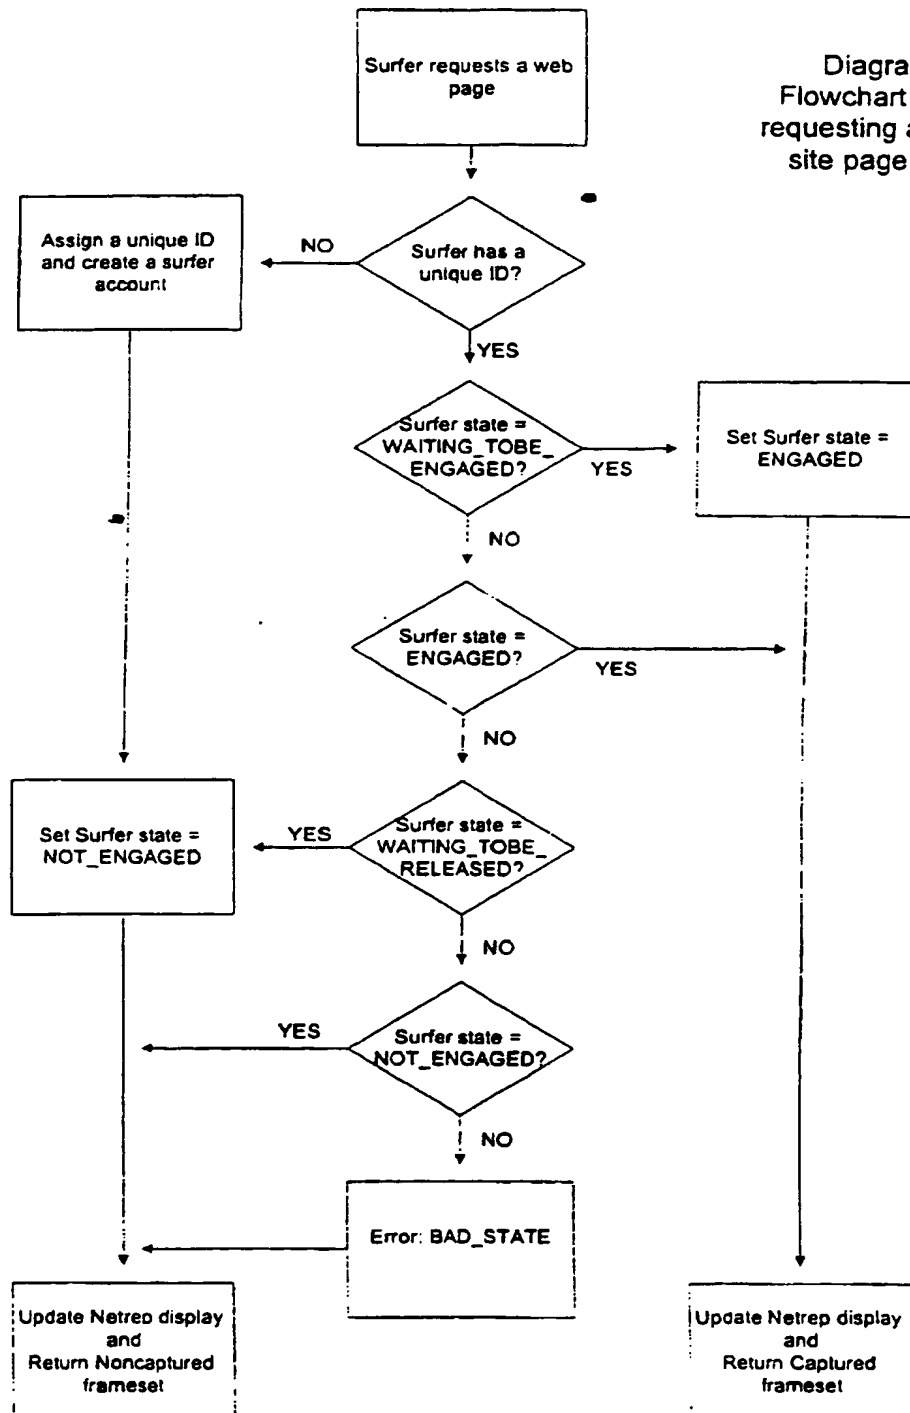 Surfer requests a web
page
Diagra
Flowchart
requesting a
site page
Assign a unique ID
and create a surfer
account
NO
Surfer has a
unique ID?
YES
Surfer state =
WAITING_TOBE_
ENGAGED?
YES
Set Surfer state =
ENGAGED
NO
Surfer state =
ENGAGED?
YES
NO
Set Surfer state =
NOT_ENGAGED
YES
Surfer state =
WAITING_TOBE_
RELEASED?
NO
YES
Surfer state =
NOT_ENGAGED?
NO
Error: BAD_STATE
Update Netrep display
and
Return Noncaptured
frameset
Update Netrep display
and
Return Captured
frameset